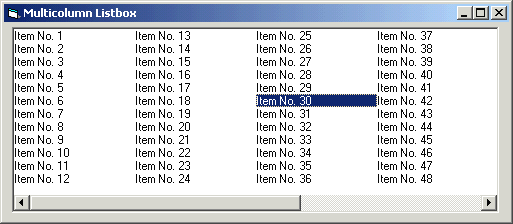 Multicolumn Listbox
Item No. 1
Item No. 2
Item No. 3
Item No. 4
Item No. 5
Item No. 6
Item No. 7
Item No. 8
Item No. 9
Item No. 10
Item No. 11
Item No. 12
Item No. 13
Item No. 14
Item No. 15
Item No. 16
Item No. 17
Item No. 18
Item No. 19
Item No. 20
Item No. 21
Item No. 22
Item No. 23
Item No. 24
Item No. 25
Item No. 26
Item No. 27
Item No. 28
Item No. 29
Item No. 30
Item No. 31
Item No. 32
Item No. 33
Item No. 34
Item No. 35
Item No. 36
Item No. 37
Item No. 38
Item No. 39
Item No. 40
Item No. 41
Item No. 42
Item No. 43
Item No. 44
Item No. 45
Item No. 46
Item No. 47
Item No. 48